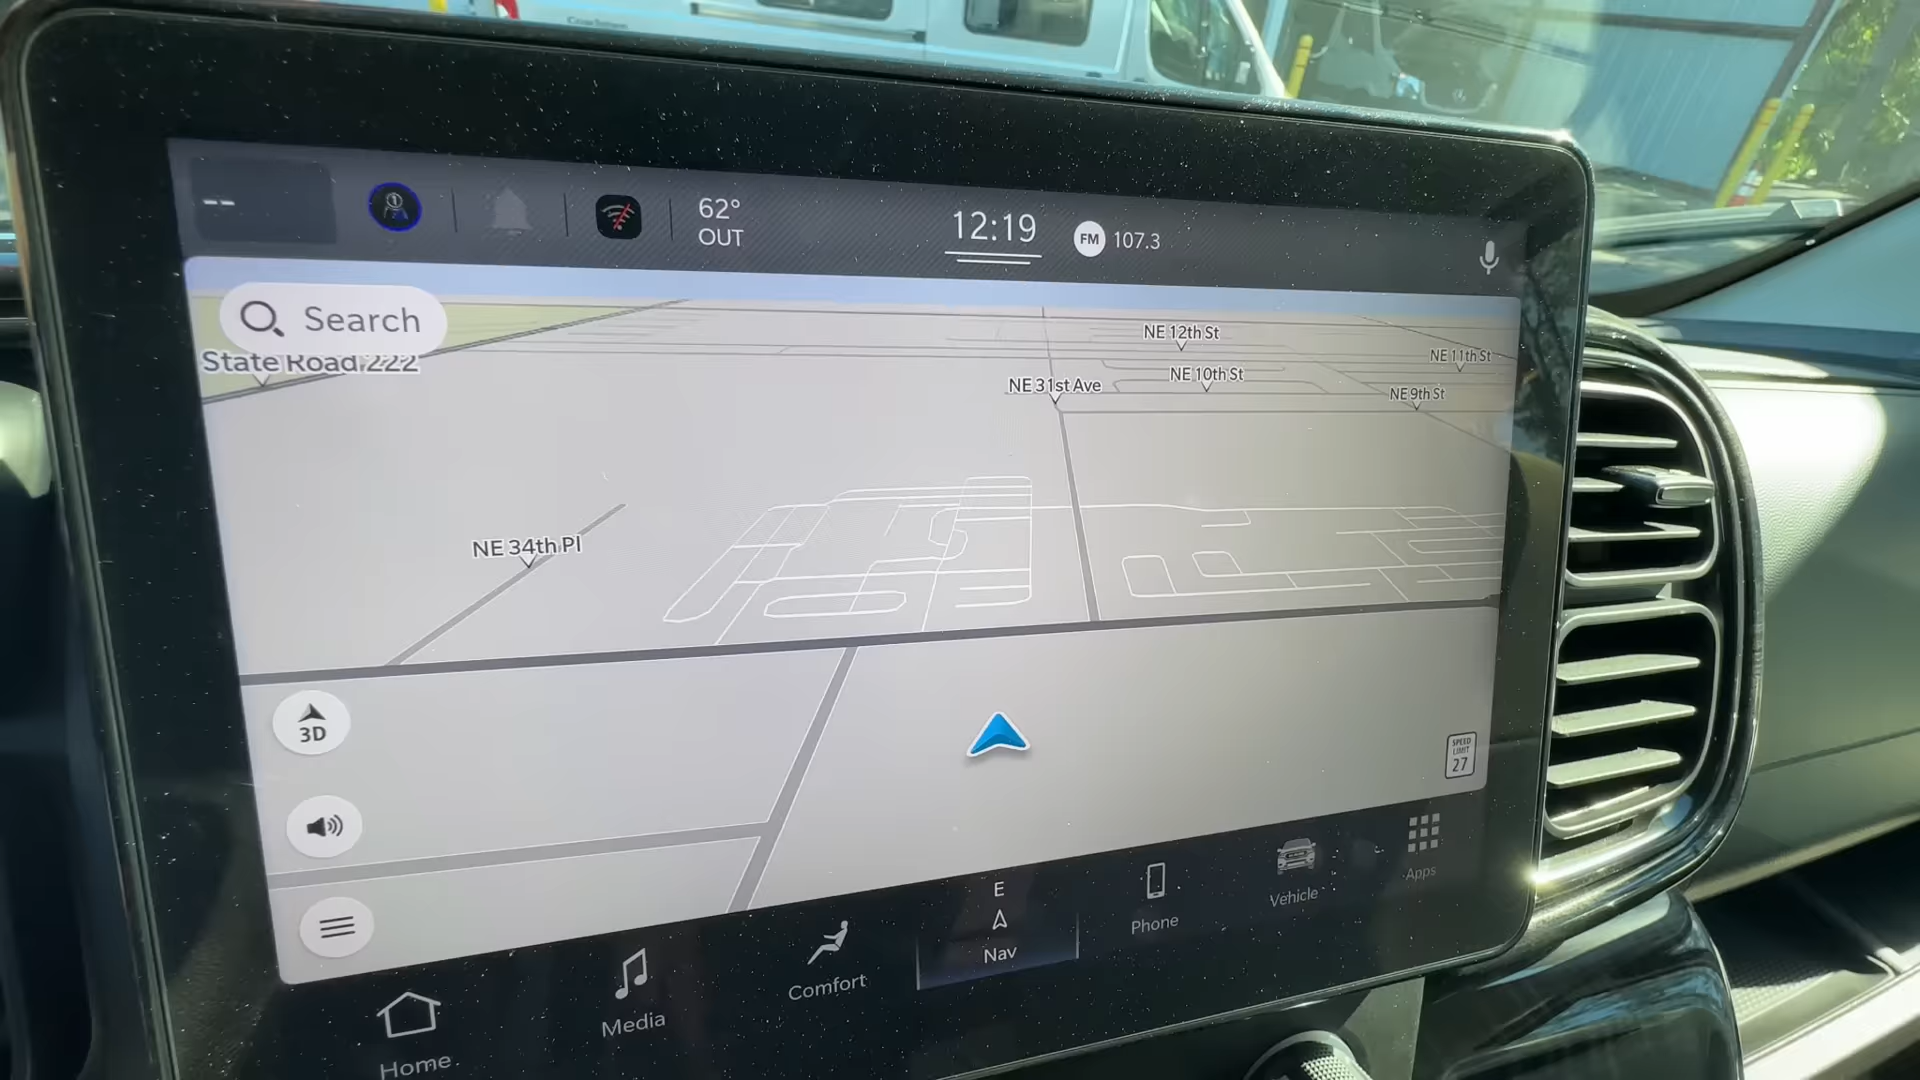 Coachmen
--
1
62°
OUT
12:19
FM 107.3
Search
State Road 222
NE 12th St
NE 11th St
NE 10th St
NE 31st Ave
NE 9th St
NE 34th Pl
3D
SPEED
LIMIT
27
E
Nav
Home
Media
Comfort
Phone
Vehicle
Apps